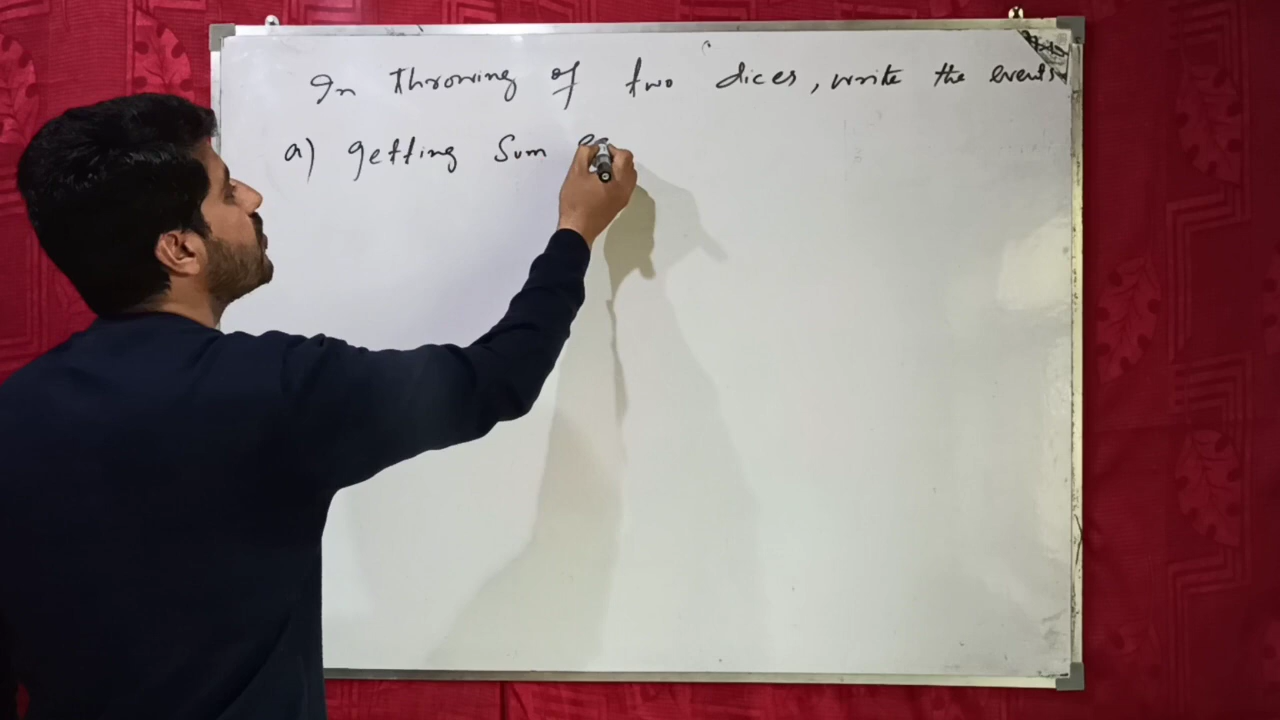 In throwing of two dices, write the events
a) getting Sum